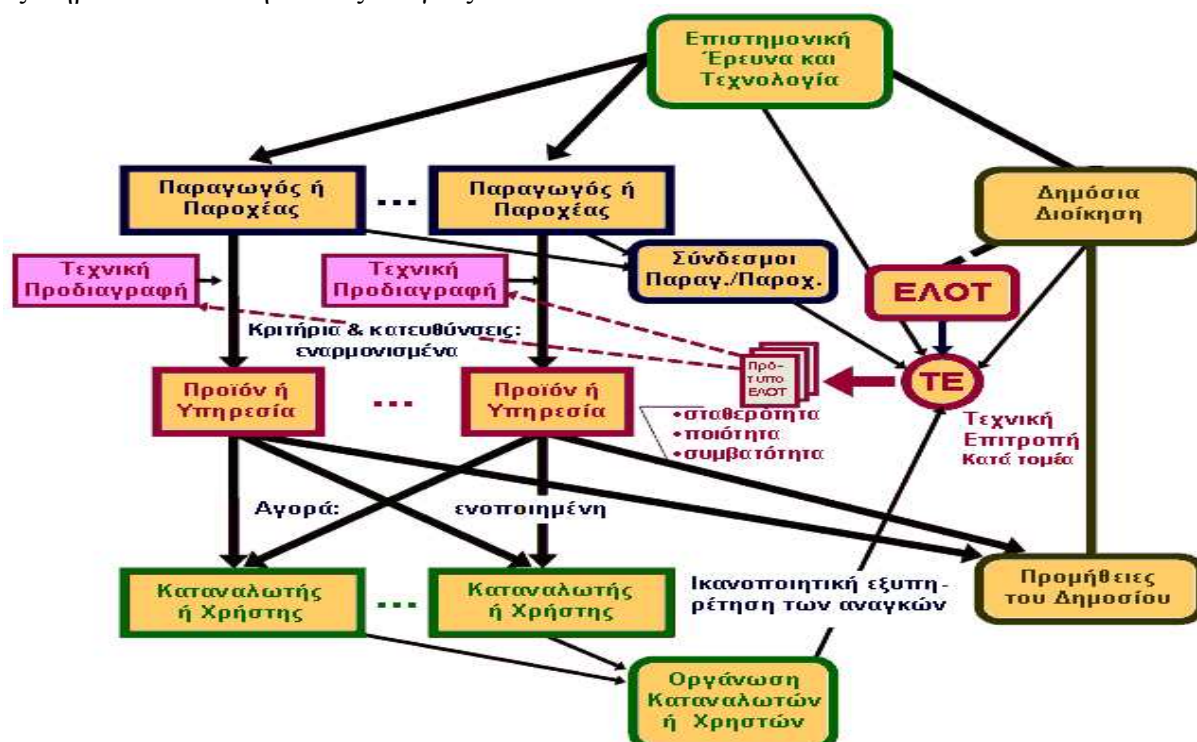 Επιστημονική
Έρευνα και
Τεχνολογία
Παραγωγός ή
Παροχέας
...
Παραγωγός ή
Παροχέας
Δημόσια
Διοίκηση
Σύνδεσμοι
Παραγ./Παροχ.
Τεχνική
Προδιαγραφή
Τεχνική
Προδιαγραφή
ΕΛΟΤ
Κριτήρια & κατευθύνσεις:
εναρμονισμένα
Πρό-
τυπο
ΕΛΟΤ
ΤΕ
Προϊόν ή
Υπηρεσία
...
Προϊόν ή
Υπηρεσία
•σταθερότητα
•ποιότητα
•συμβατότητα
Τεχνική
Επιτροπή
Κατά τομέα
Αγορά:
ενοποιημένη
Καταναλωτής
ή Χρήστης
...
Καταναλωτής
ή Χρήστης
Ικανοποιητική εξυπη-
ρέτηση των αναγκών
Προμήθειες
του Δημοσίου
Οργάνωση
Καταναλωτών
ή Χρηστών